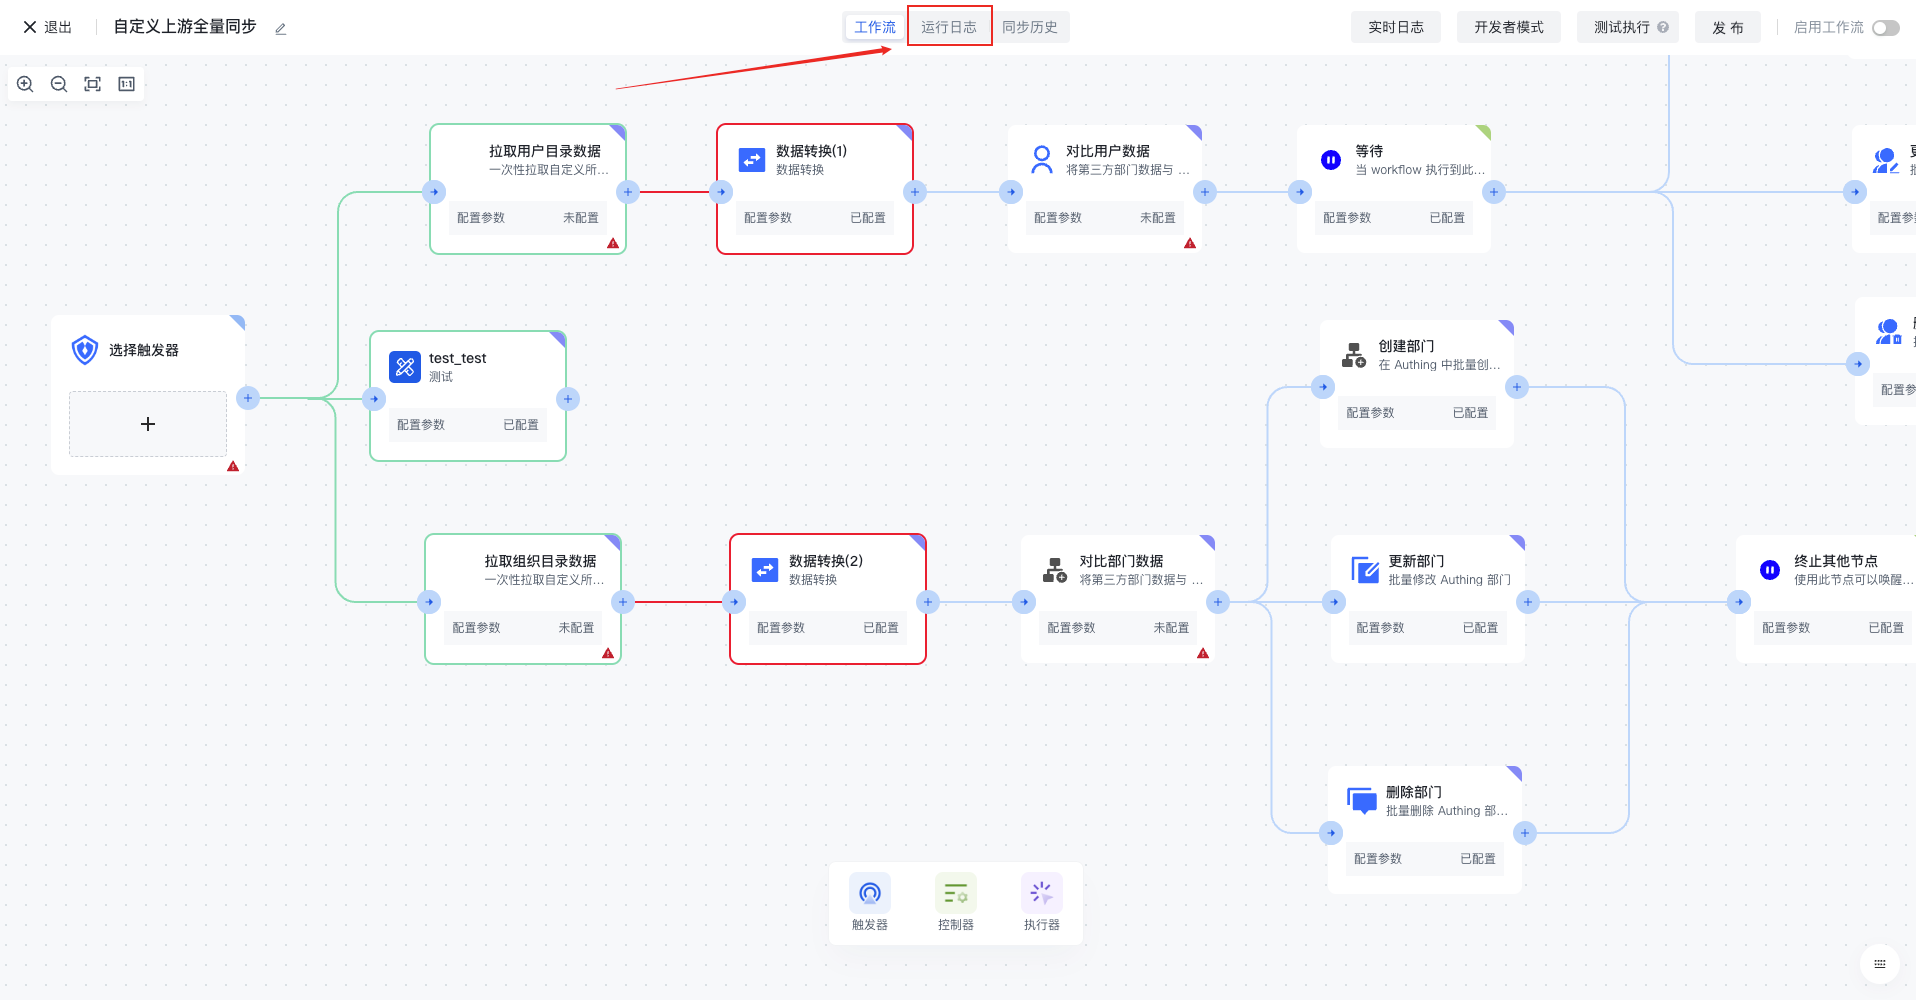 退出
自定义上游全量同步
工作流
运行日志
同步历史
实时日志
开发者模式
测试执行
发 布
启用工作流
1:1
拉取用户目录数据
一次性拉取自定义所...
配置参数 未配置
数据转换(1)
数据转换
配置参数 已配置
对比用户数据
将第三方部门数据与 ...
配置参数 未配置
等待
当 workflow 执行到此...
配置参数 已配置
配置参
选择触发器
test_test
测试
配置参数 已配置
创建部门
在 Authing 中批量创...
配置参数 已配置
配置参
拉取组织目录数据
一次性拉取自定义所...
配置参数 未配置
数据转换(2)
数据转换
配置参数 已配置
对比部门数据
将第三方部门数据与 ...
配置参数 未配置
更新部门
批量修改 Authing 部门
配置参数 已配置
终止其他节点
使用此节点可以唤醒...
配置参数 已配置
删除部门
批量删除 Authing 部...
配置参数 已配置
触发器
控制器
执行器